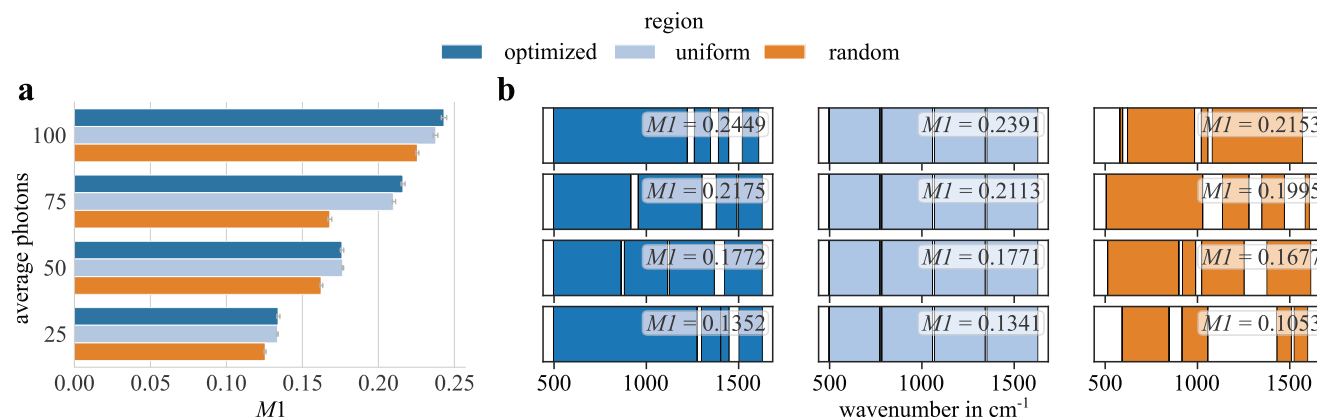 region
optimized uniform random
a
b
average photons
100
75
50
25
0.00 0.05 0.10 0.15 0.20 0.25
M1
M1 = 0.2449
M1 = 0.2175
M1 = 0.1772
M1 = 0.1352
500 1000 1500
M1 = 0.2391
M1 = 0.2113
M1 = 0.1771
M1 = 0.1341
500 1000 1500
M1 = 0.2153
M1 = 0.1995
M1 = 0.1677
M1 = 0.1053
500 1000 1500
wavenumber in cm⁻¹